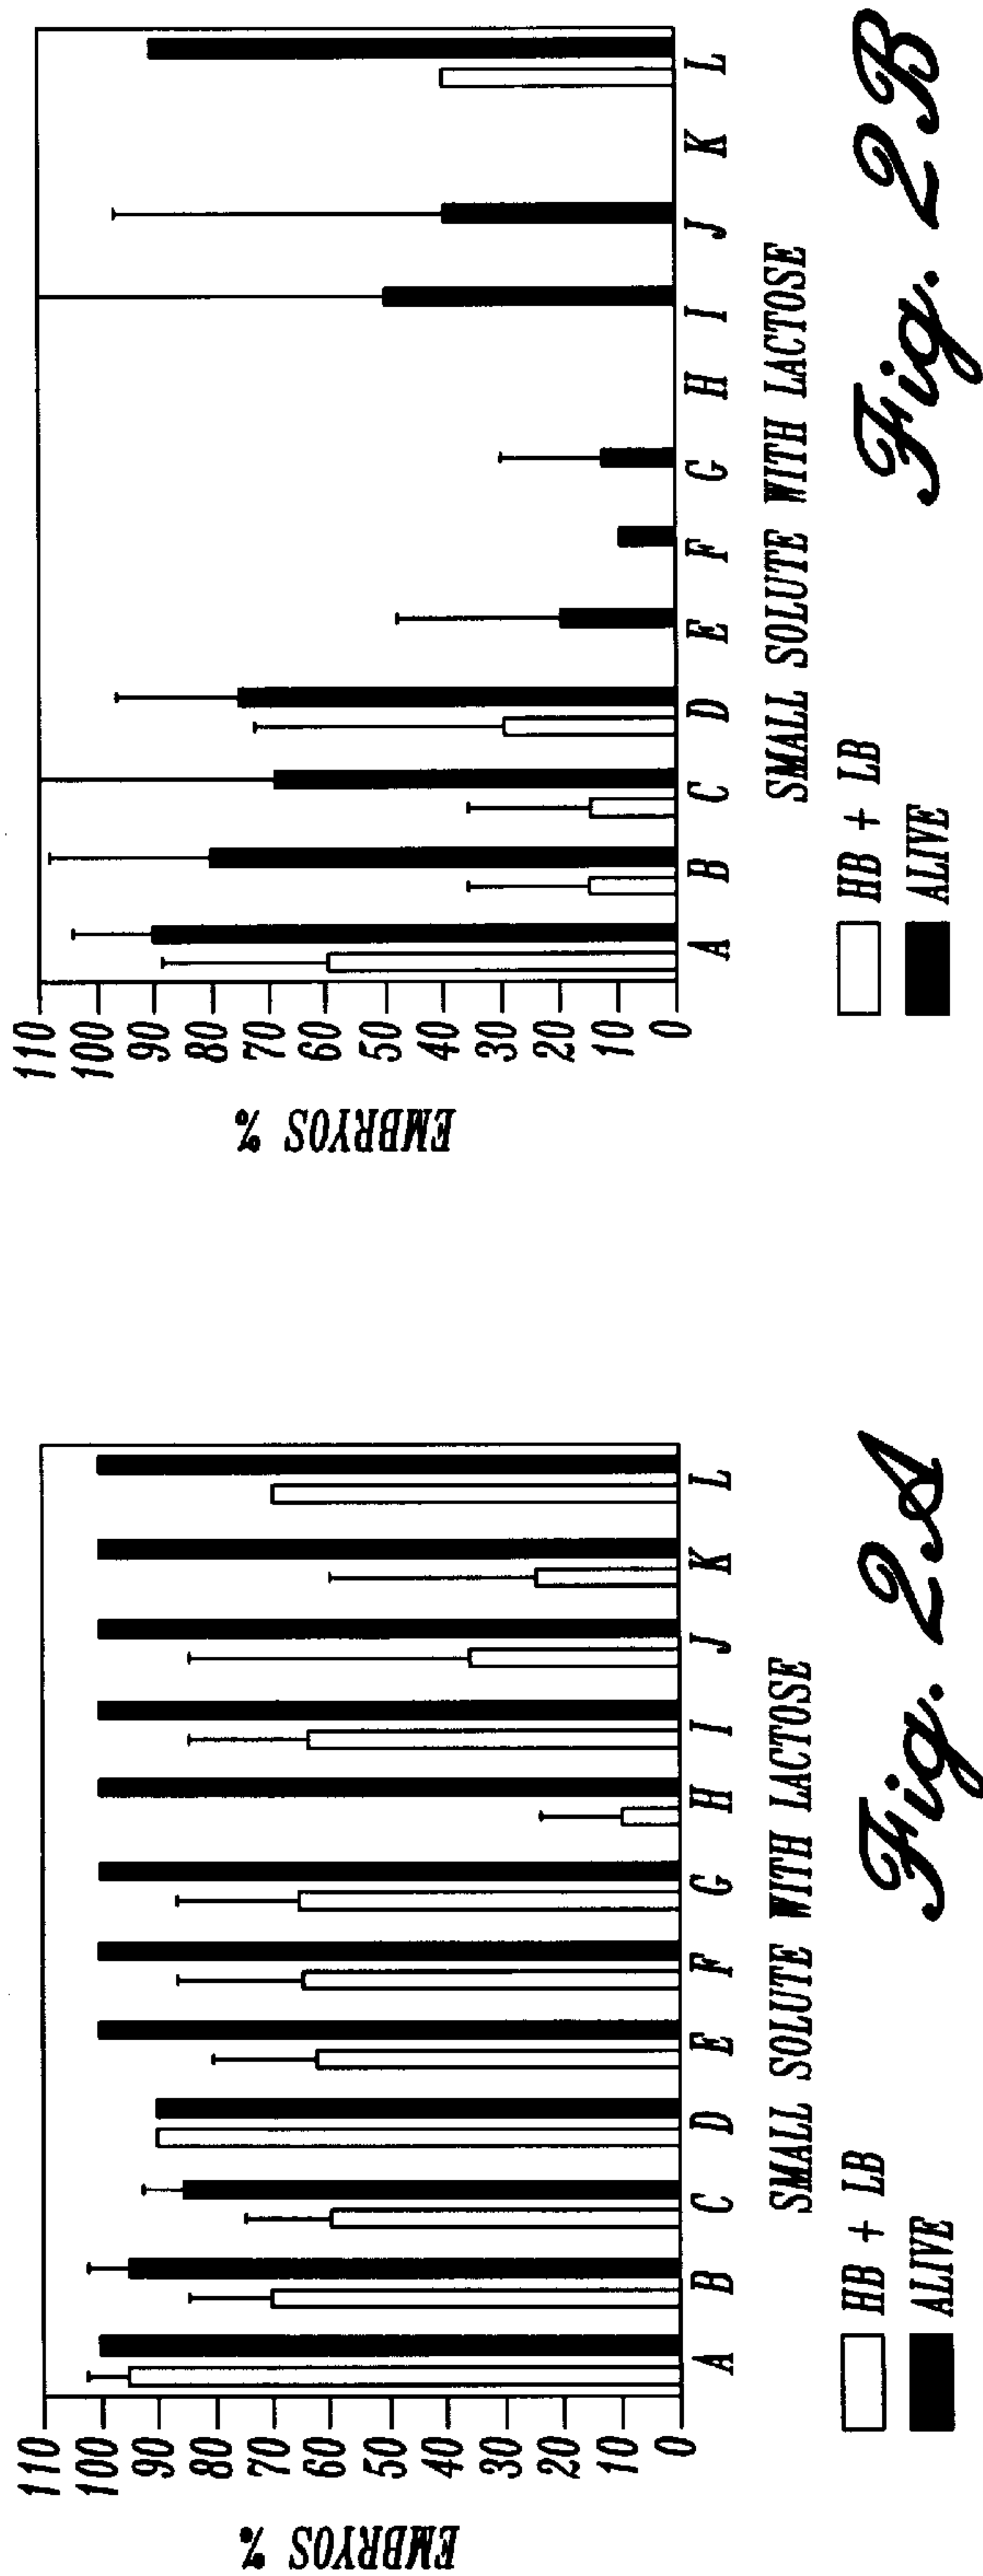 EMBRYOS %
110
100
90
80
70
60
50
40
30
20
10
0
A B C D E F G H I J K L
SMALL SOLUTE WITH LACTOSE
HB + LB
ALIVE
Fig. 2A
EMBRYOS %
110
100
90
80
70
60
50
40
30
20
10
0
A B C D E F G H I J K L
SMALL SOLUTE WITH LACTOSE
HB + LB
ALIVE
Fig. 2B